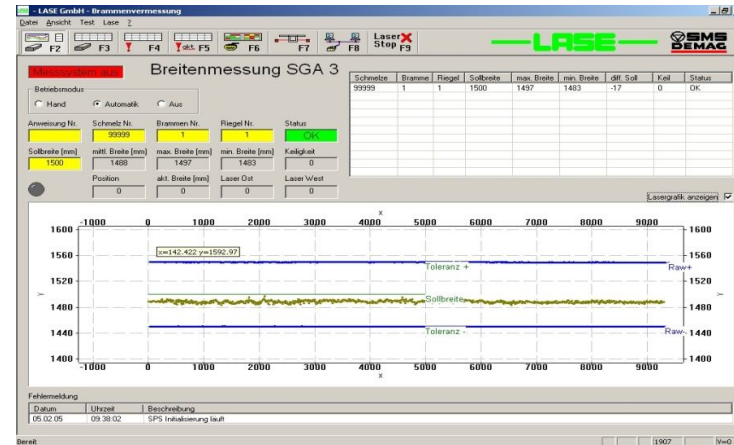 - LASE GmbH - Brammenvermessung
Datei Ansicht Test Lase ?
F2 F3 F4 akt. F5 F6 F7 F8 Laser Stop F9
LASE
SMS DEMAG
Messsystem aus
Breitenmessung SGA 3
Betriebsmodus
Hand Automatik Aus
Schmelze Bramme Riegel Sollbreite max. Breite min. Breite diff. Soll Keil Status
99999 1 1 1500 1497 1483 -17 0 OK
Anweisung Nr. Schmelz Nr. Brammen Nr. Riegel Nr. Status
99999 1 1 OK
Sollbreite [mm] mittl. Breite [mm] max. Breite [mm] min. Breite [mm] Keiligkeit
1500 1488 1497 1483 0
Position akt. Breite [mm] Laser Ost Laser West
0 0 0 0
Lasergrafik anzeigen
x
-1000 0 1000 2000 3000 4000 5000 6000 7000 8000 9000
1600 1600
x=142.422 y=1592.97
1560 1560
Toleranz + Raw+
1520 1520
Y Sollbreite Y
1480 1480
1440 1440
Toleranz - Raw-
1400 1400
-1000 0 1000 2000 3000 4000 5000 6000 7000 8000 9000
x
Fehlermeldung
Datum Uhrzeit Beschreibung
05.02.05 09:38:02 SPS Initialisierung läuft
Bereit 1907 V=0